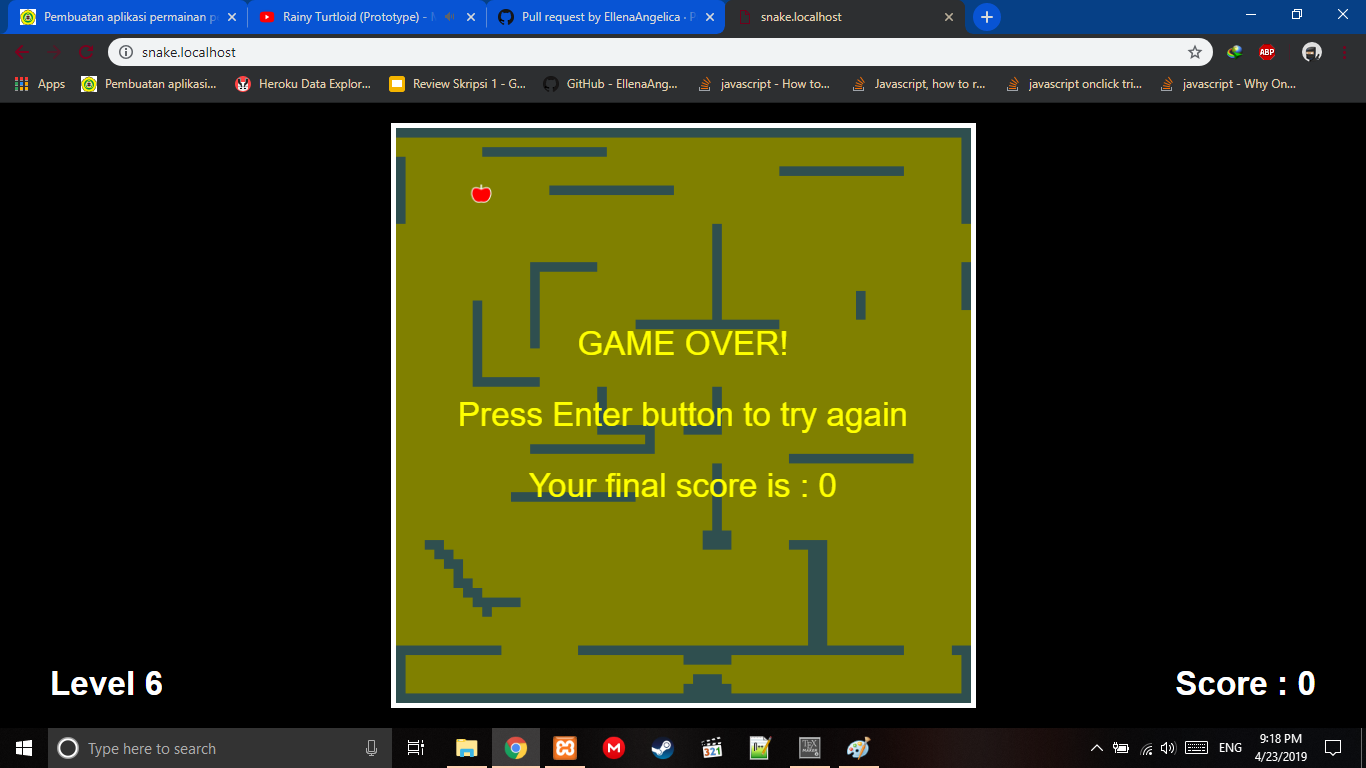 Pembuatan aplikasi permainan p
Rainy Turtloid (Prototype) - M
Pull request by EllenaAngelica · P
snake.localhost
snake.localhost
ABP
Apps
Pembuatan aplikasi...
Heroku Data Explor...
Review Skripsi 1 - G...
GitHub - EllenaAng...
javascript - How to...
Javascript, how to r...
javascript onclick tri...
javascript - Why On...
GAME OVER!
Press Enter button to try again
Your final score is : 0
Level 6
Score : 0
Type here to search
321
ENG
9:18 PM
4/23/2019